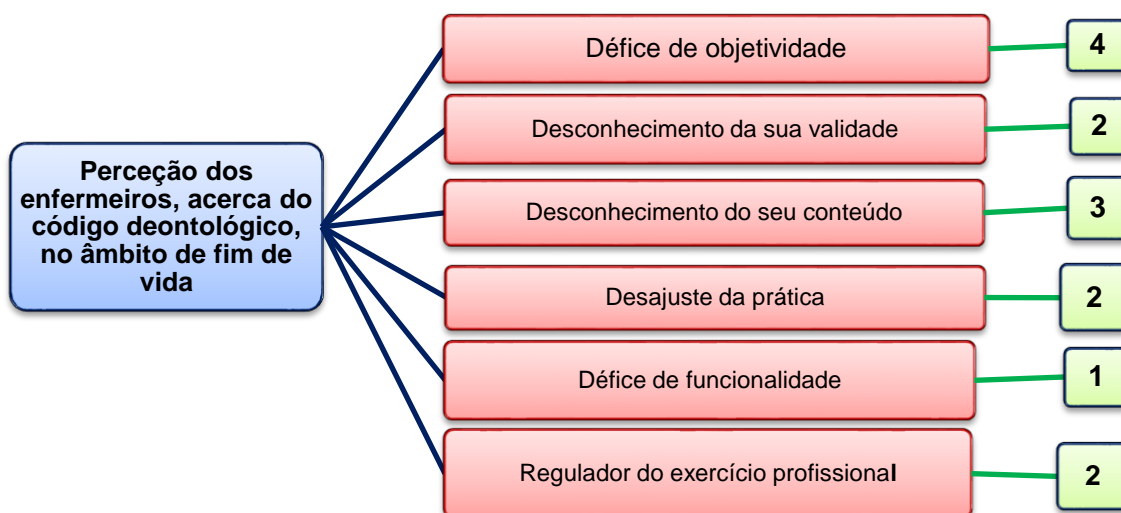 Défice de objetividade
4
Desconhecimento da sua validade
2
Perceção dos
enfermeiros, acerca do
código deontológico,
no âmbito de fim de
vida
Desconhecimento do seu conteúdo
3
Desajuste da prática
2
Défice de funcionalidade
1
Regulador do exercício profissional
2